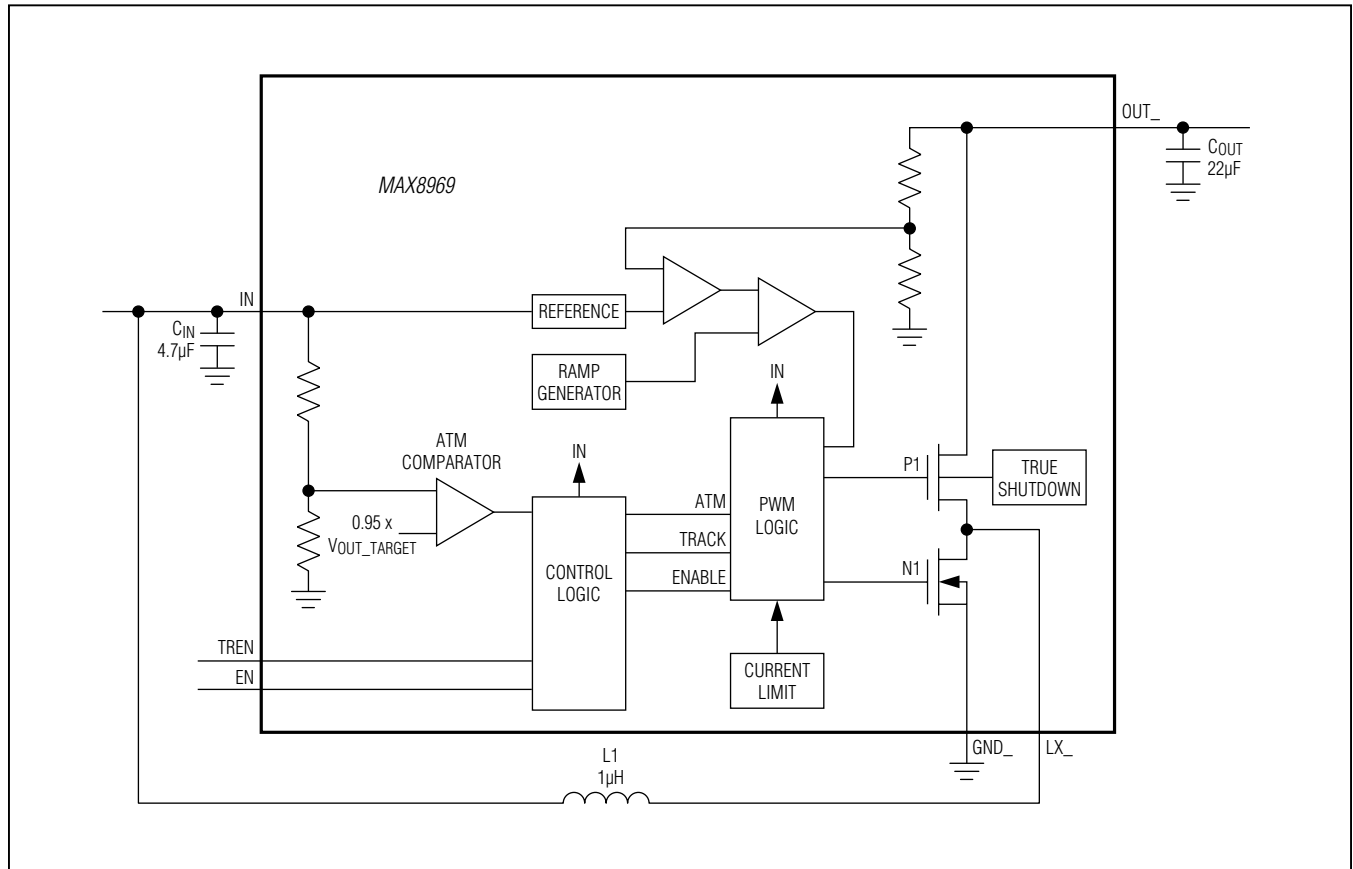 OUT_
COUT
22µF
MAX8969
IN
CIN
4.7µF
REFERENCE
RAMP
GENERATOR
IN
ATM
COMPARATOR
IN
P1
TRUE
SHUTDOWN
0.95 x
VOUT_TARGET
ATM
TRACK
ENABLE
PWM
LOGIC
CONTROL
LOGIC
N1
TREN
EN
CURRENT
LIMIT
GND_
LX_
L1
1µH